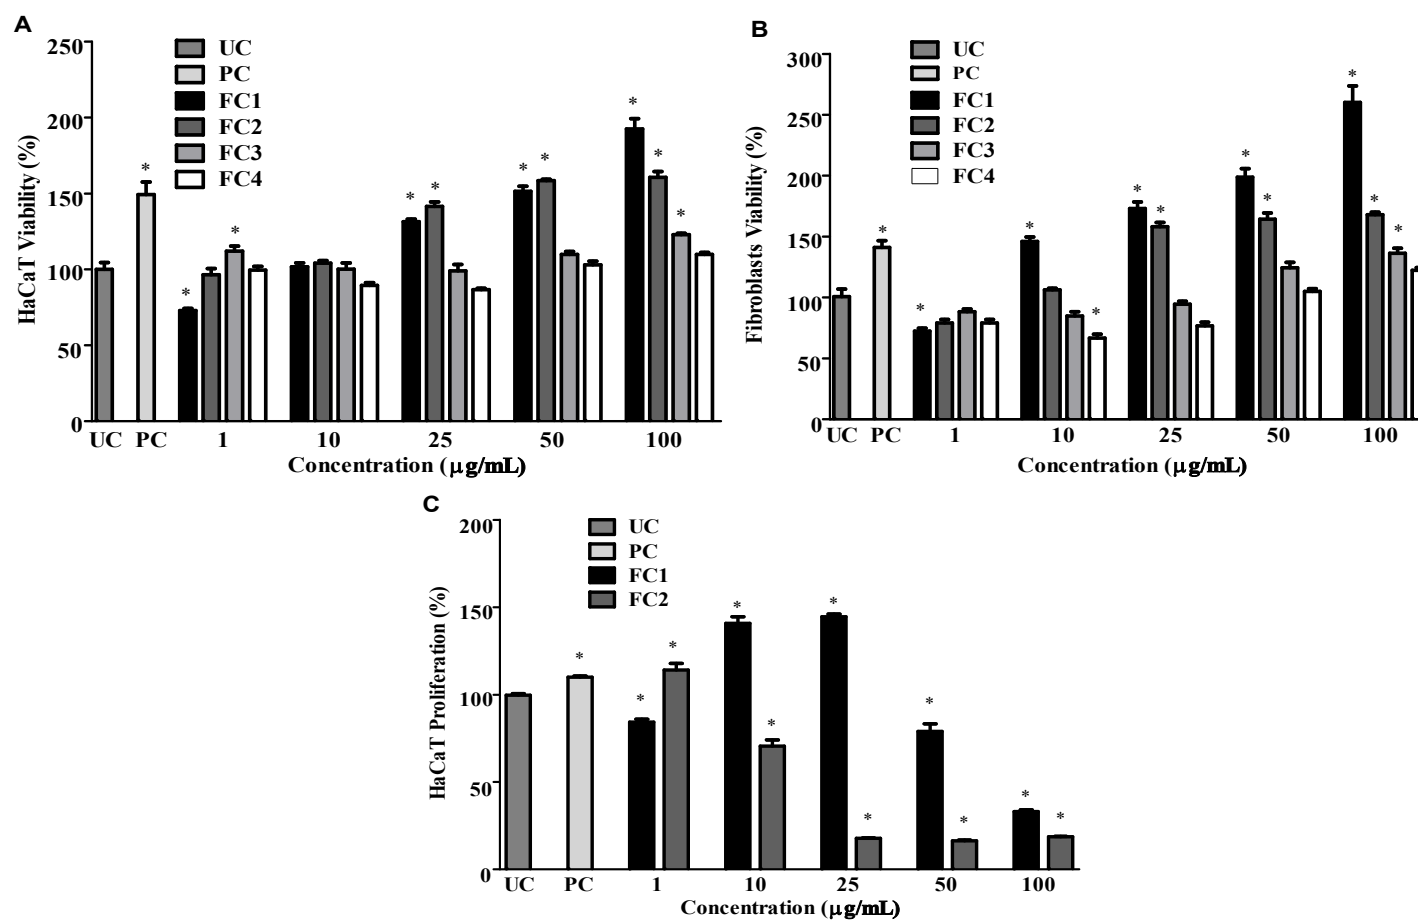 A
HaCaT Viability (%)
250
200
150
100
50
0
UC
PC
FC1
FC2
FC3
FC4
*
*
*
*
*
*
*
*
*
*
UC PC 1 10 25 50 100
Concentration (µg/mL)
B
Fibroblasts Viability (%)
300
250
200
150
100
50
0
UC
PC
FC1
FC2
FC3
FC4
*
*
*
*
*
*
*
*
*
*
*
UC PC 1 10 25 50 100
Concentration (µg/mL)
C
HaCaT Proliferation (%)
200
150
100
50
0
UC
PC
FC1
FC2
*
*
*
*
*
*
*
*
*
*
*
UC PC 1 10 25 50 100
Concentration (µg/mL)